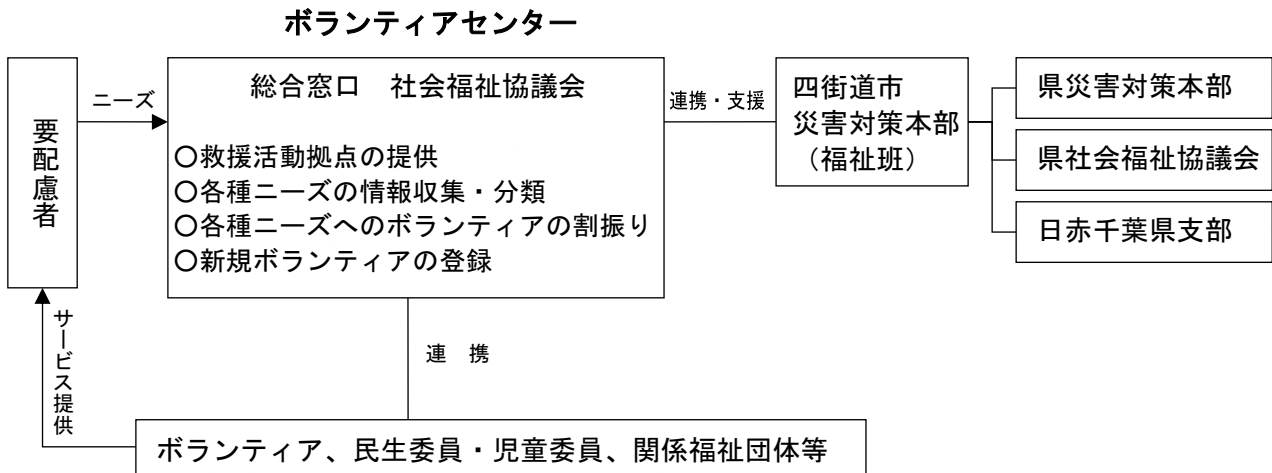 ボランティアセンター
要配慮者
ニーズ
総合窓口　社会福祉協議会
〇救援活動拠点の提供
〇各種ニーズの情報収集・分類
〇各種ニーズへのボランティアの割振り
〇新規ボランティアの登録
連携・支援
四街道市
災害対策本部
（福祉班）
県災害対策本部
県社会福祉協議会
日赤千葉県支部
サービス提供
連　携
ボランティア、民生委員・児童委員、関係福祉団体等